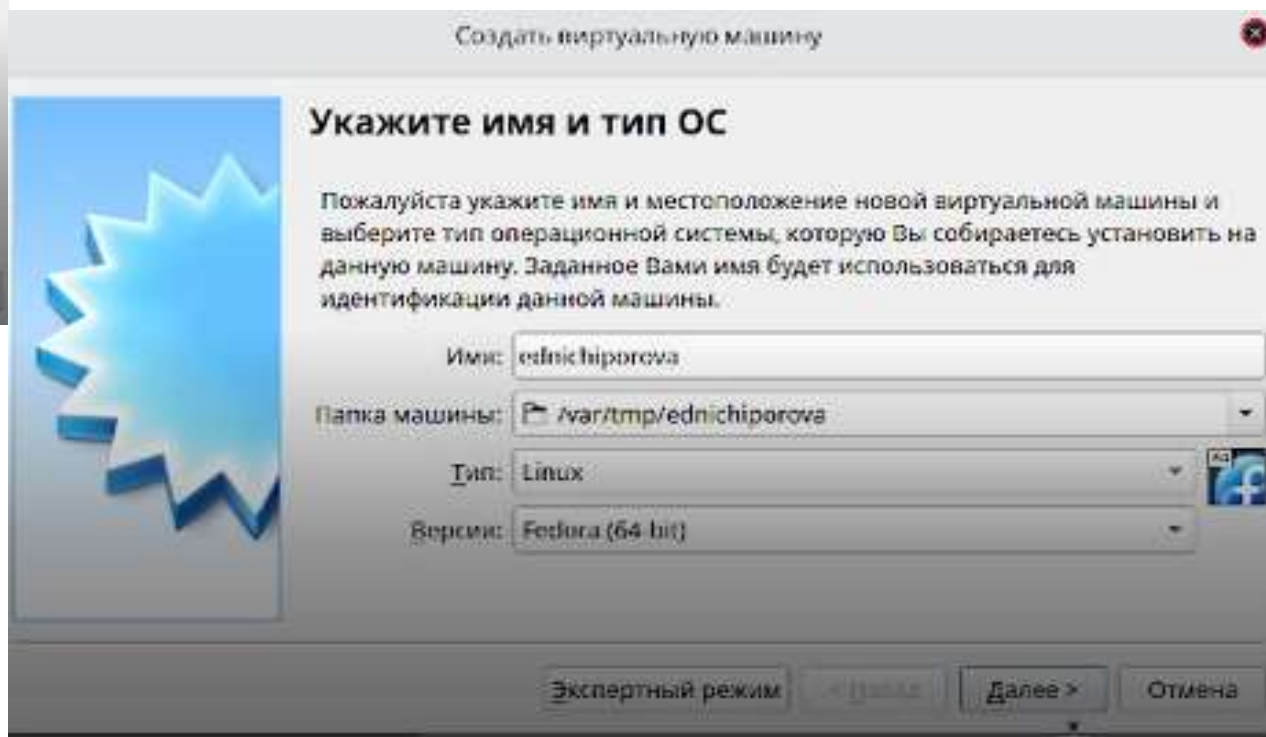 Создать виртуальную машину
Укажите имя и тип ОС
Пожалуйста укажите имя и местоположение новой виртуальной машины и
выберите тип операционной системы, которую Вы собираетесь установить на
данную машину. Заданное Вами имя будет использоваться для
идентификации данной машины.
Имя: ednichiporova
Папка машины: /var/tmp/ednichiporova
Тип: Linux
Версия: Fedora (64-bit)
Экспертный режим < Назад Далее > Отмена